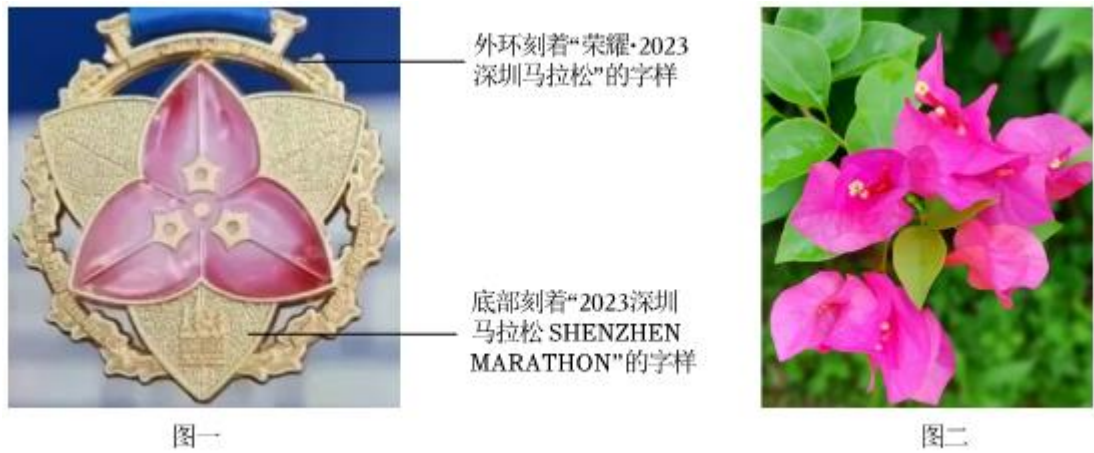 外环刻着“荣耀·2023
深圳马拉松”的字样
底部刻着“2023深圳
马拉松 SHENZHEN
MARATHON”的字样
图一
图二